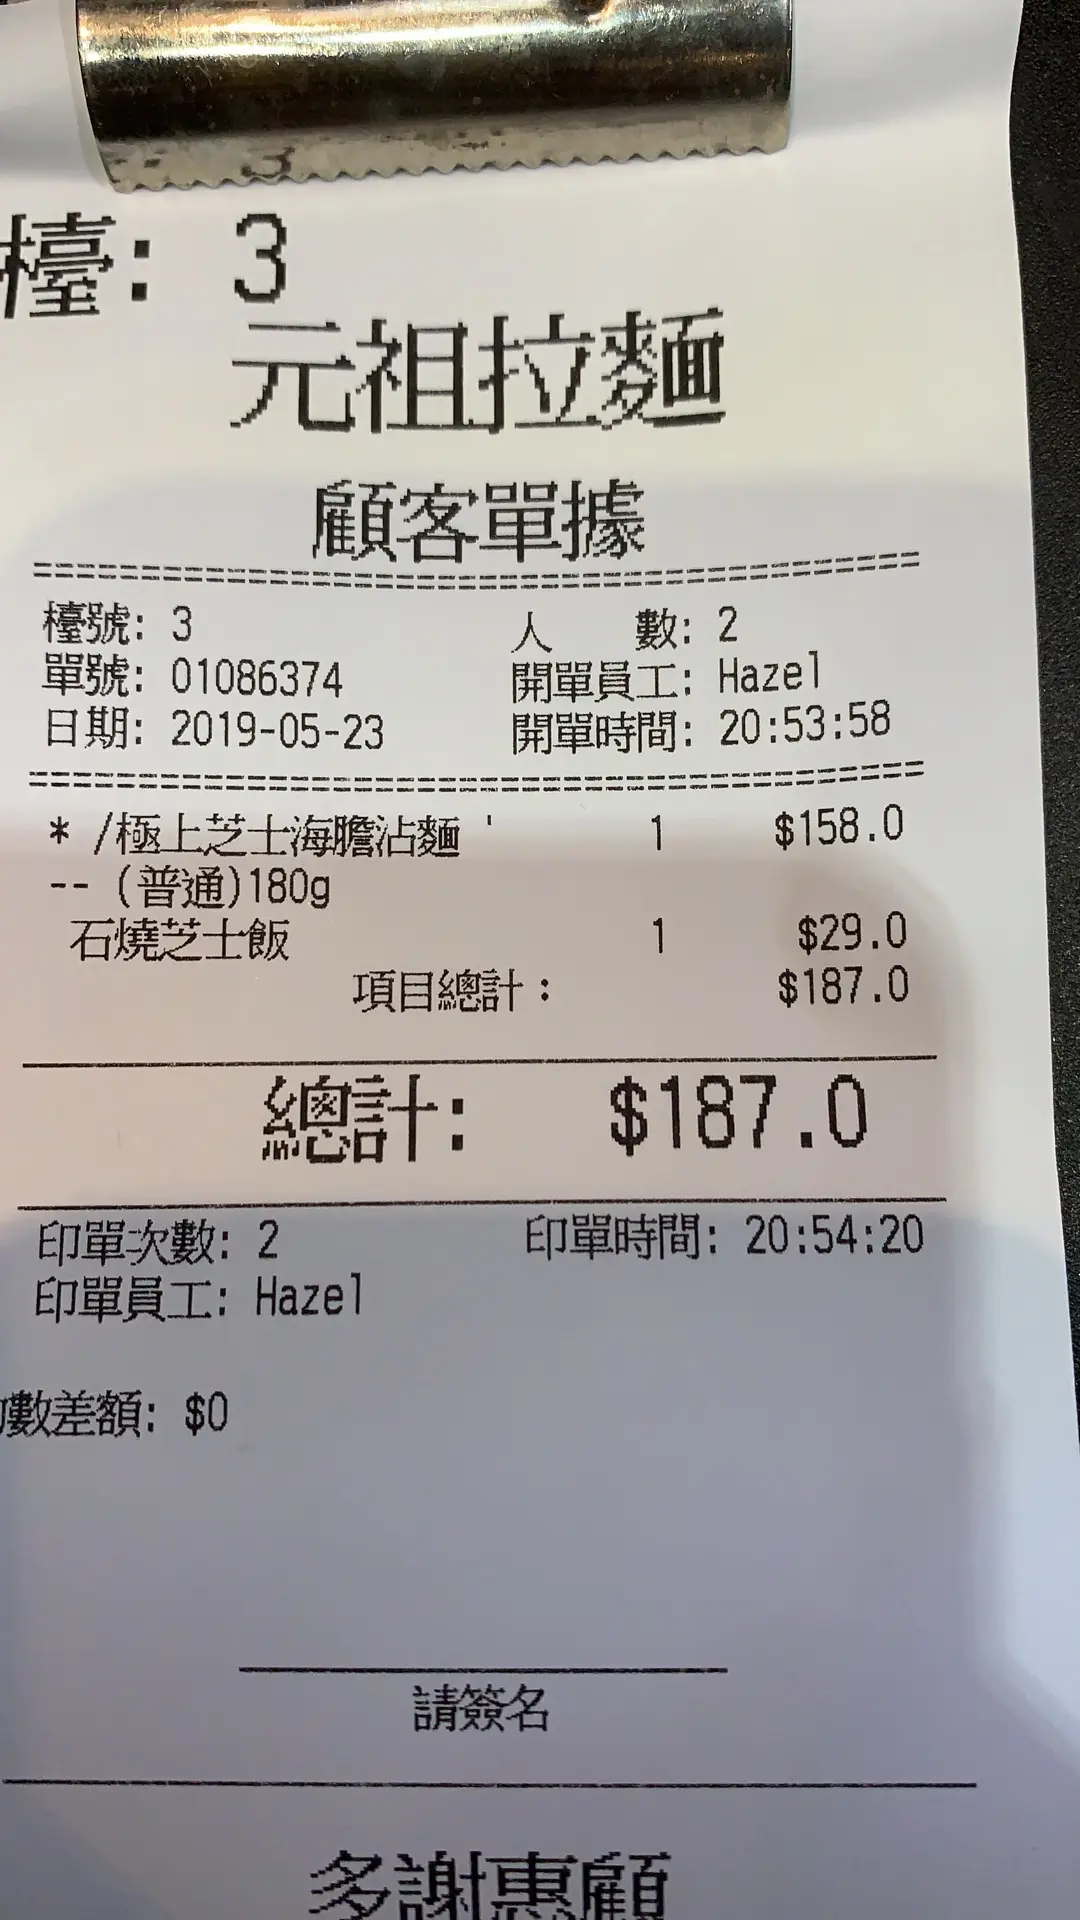 檯: 3
元祖拉麵
顧客單據
檯號: 3 人 數: 2
單號: 01086374 開單員工: Hazel
日期: 2019-05-23 開單時間: 20:53:58
* /極上芝士海膽沾麵 ' 1 $158.0
-- (普通)180g
石燒芝士飯 1 $29.0
項目總計: $187.0
總計: $187.0
印單次數: 2 印單時間: 20:54:20
印單員工: Hazel
數差額: $0
請簽名
多謝惠顧